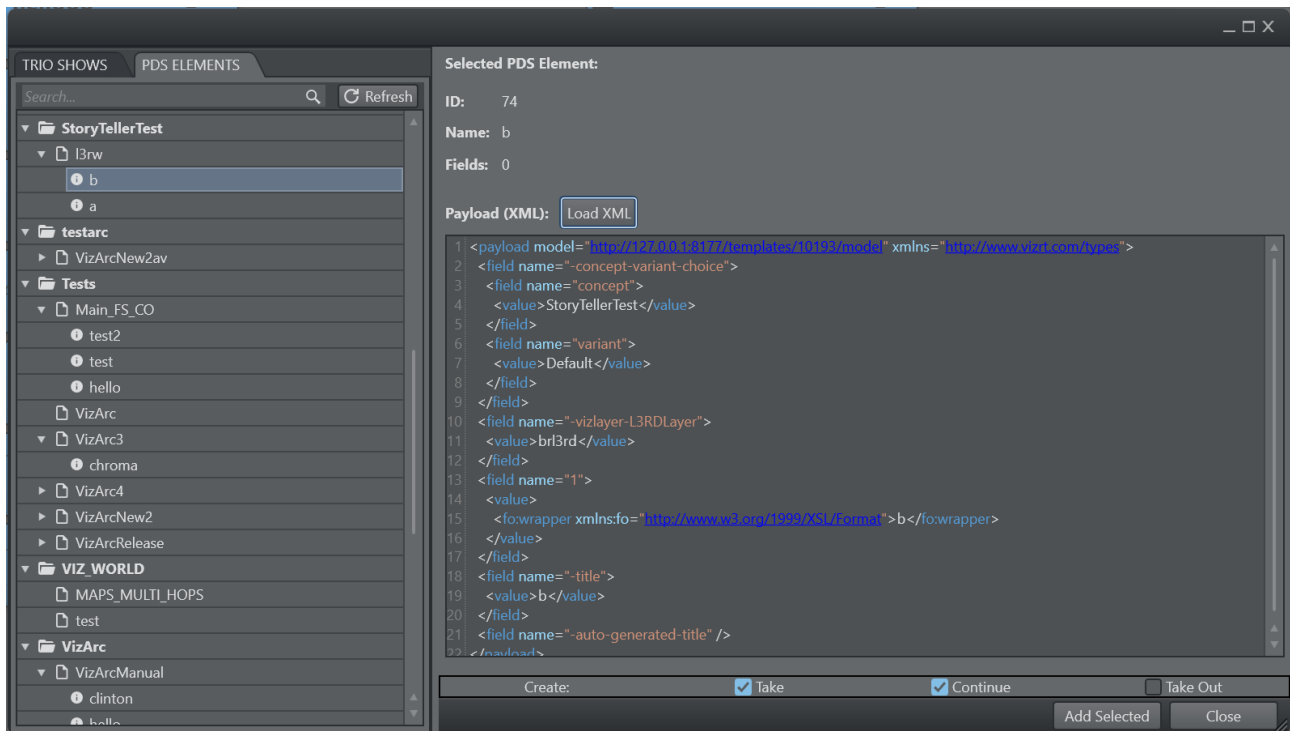 TRIO SHOWS
PDS ELEMENTS
Search...
Refresh
StoryTellerTest
l3rw
b
a
testarc
VizArcNew2av
Tests
Main_FS_CO
test2
test
hello
VizArc
VizArc3
chroma
VizArc4
VizArcNew2
VizArcRelease
VIZ_WORLD
MAPS_MULTI_HOPS
test
VizArc
VizArcManual
clinton
hello
Selected PDS Element:
ID: 74
Name: b
Fields: 0
Payload (XML): Load XML
1 <payload model="http://127.0.0.1:8177/templates/10193/model" xmlns="http://www.vizrt.com/types">
2 <field name="-concept-variant-choice">
3 <field name="concept">
4 <value>StoryTellerTest</value>
5 </field>
6 <field name="variant">
7 <value>Default</value>
8 </field>
9 </field>
10 <field name="-vizlayer-L3RDLayer">
11 <value>brl3rd</value>
12 </field>
13 <field name="1">
14 <value>
15 <fo:wrapper xmlns:fo="http://www.w3.org/1999/XSL/Format">b</fo:wrapper>
16 </value>
17 </field>
18 <field name="-title">
19 <value>b</value>
20 </field>
21 <field name="-auto-generated-title" />
22 </payload>
Create: Take Continue Take Out
Add Selected Close